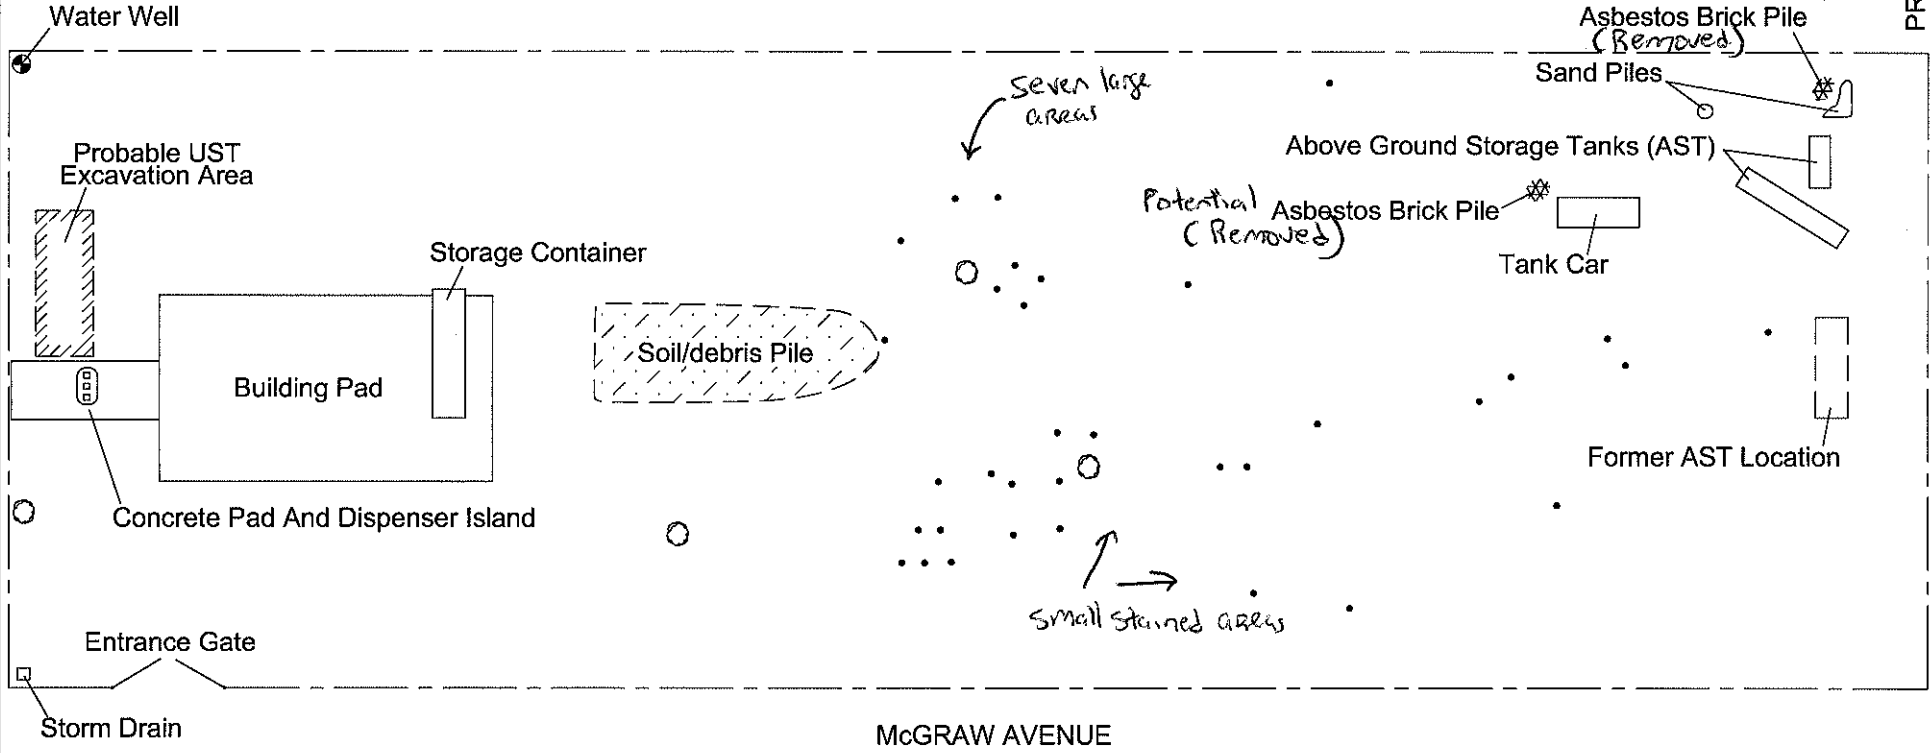 Water Well
Asbestos Brick Pile
(Removed)
PR
Sand Piles
Seven large
areas
Above Ground Storage Tanks (AST)
Probable UST
Excavation Area
Potential Asbestos Brick Pile
(Removed)
Storage Container
Tank Car
Soil/debris Pile
Building Pad
Former AST Location
Concrete Pad And Dispenser Island
small stained areas
Entrance Gate
Storm Drain
McGRAW AVENUE